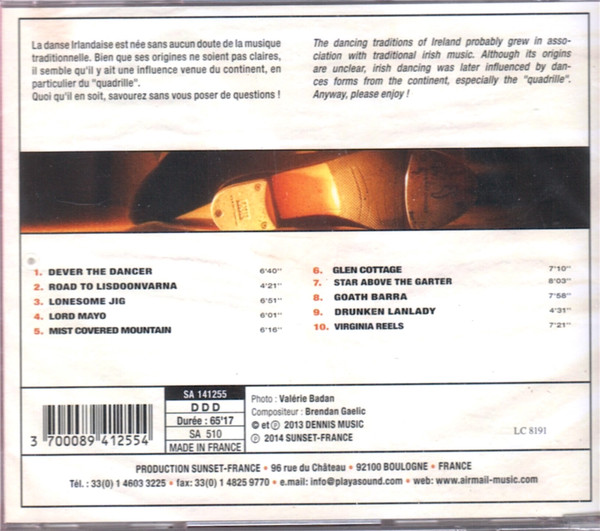 La danse Irlandaise est née sans aucun doute de la musique
traditionnelle. Bien que ses origines ne soient pas claires,
il semble qu'il y ait une influence venue du continent, en
particulier du "quadrille".
Quoi qu'il en soit, savourez sans vous poser de questions !
The dancing traditions of Ireland probably grew in asso-
ciation with traditional irish music. Although its origins
are unclear, irish dancing was later influenced by dan-
ces forms from the continent, especially the "quadrille".
Anyway, please enjoy !
1. DEVER THE DANCER 6'40''
2. ROAD TO LISDOONVARNA 4'21''
3. LONESOME JIG 6'51''
4. LORD MAYO 6'01''
5. MIST COVERED MOUNTAIN 6'16''
6. GLEN COTTAGE 7'10''
7. STAR ABOVE THE GARTER 8'03''
8. GOATH BARRA 7'58''
9. DRUNKEN LANLADY 4'31''
10. VIRGINIA REELS 7'21''
3 700089 412554
SA 141255
D D D
Durée : 65'17
SA 510
MADE IN FRANCE
Photo : Valérie Badan
Compositeur : Brendan Gaelic
© et ℗ 2013 DENNIS MUSIC
℗ 2014 SUNSET-FRANCE
LC 8191
PRODUCTION SUNSET-FRANCE • 96 rue du Château • 92100 BOULOGNE • FRANCE
Tél. : 33(0) 1 4603 3225 • fax: 33(0) 1 4825 9770 • e.mail: info@playasound.com • web: www.airmail-music.com